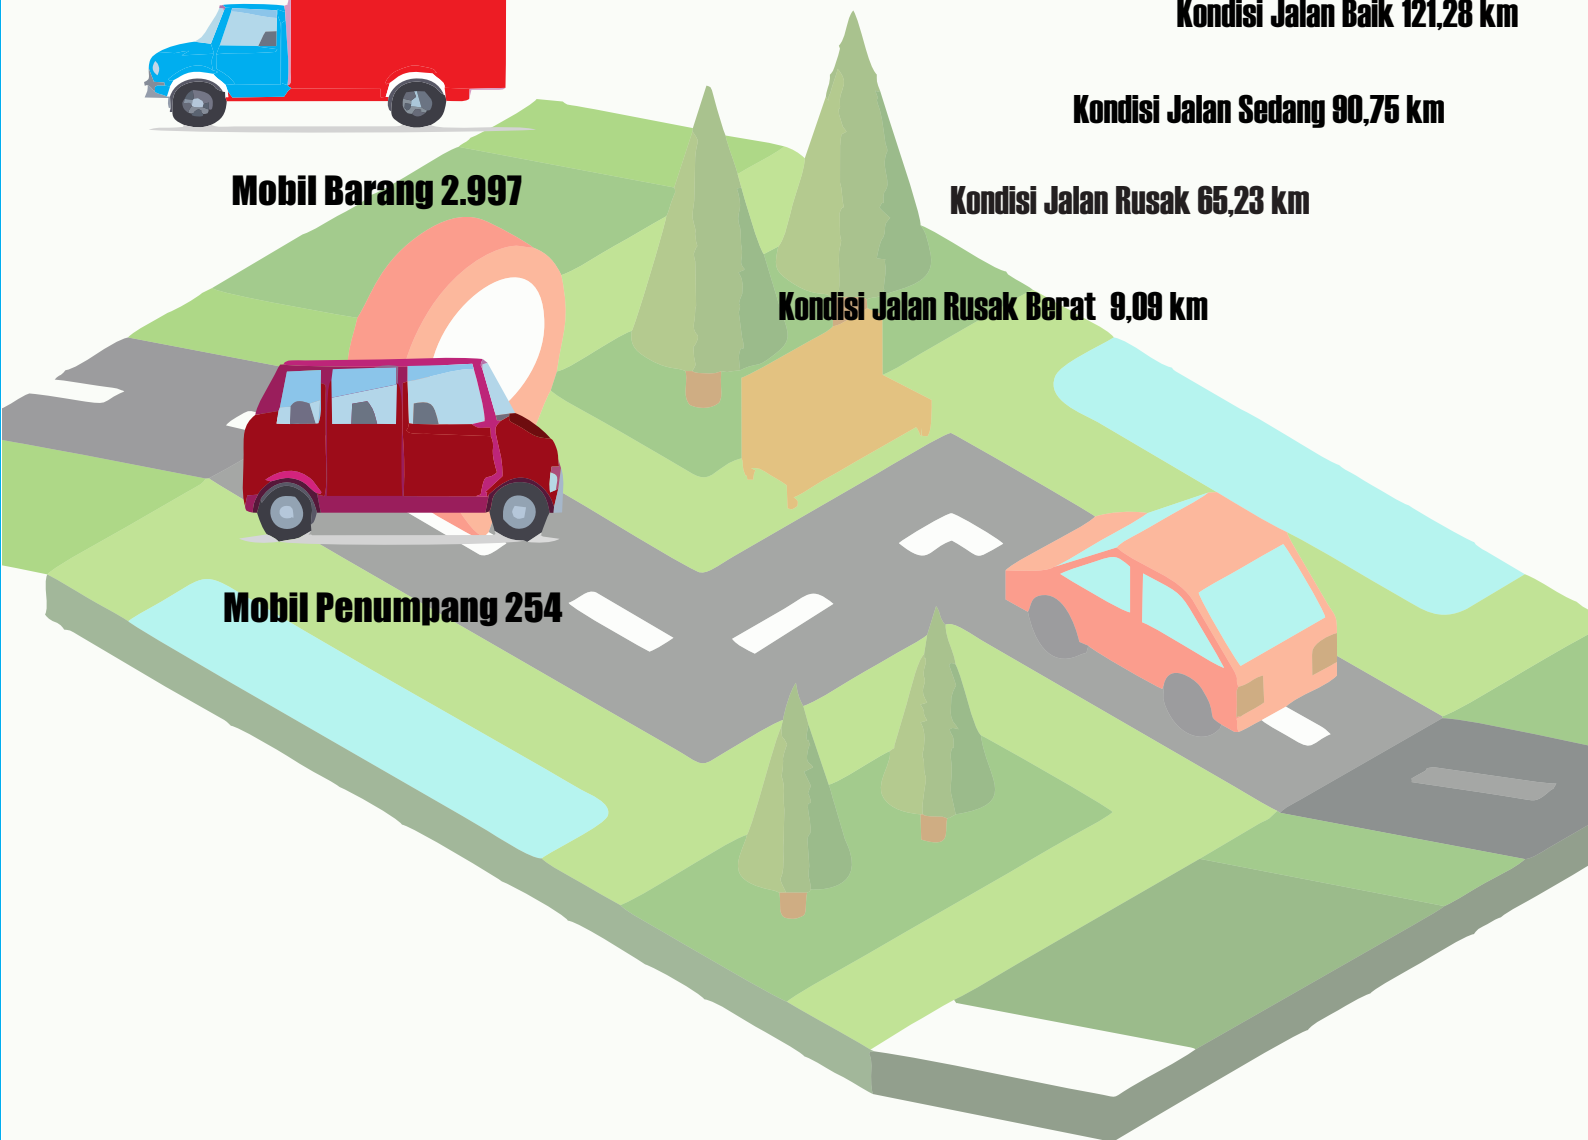 Kondisi Jalan Baik 121,28 km
Kondisi Jalan Sedang 90,75 km
Mobil Barang 2.997
Kondisi Jalan Rusak 65,23 km
Kondisi Jalan Rusak Berat 9,09 km
Mobil Penumpang 254